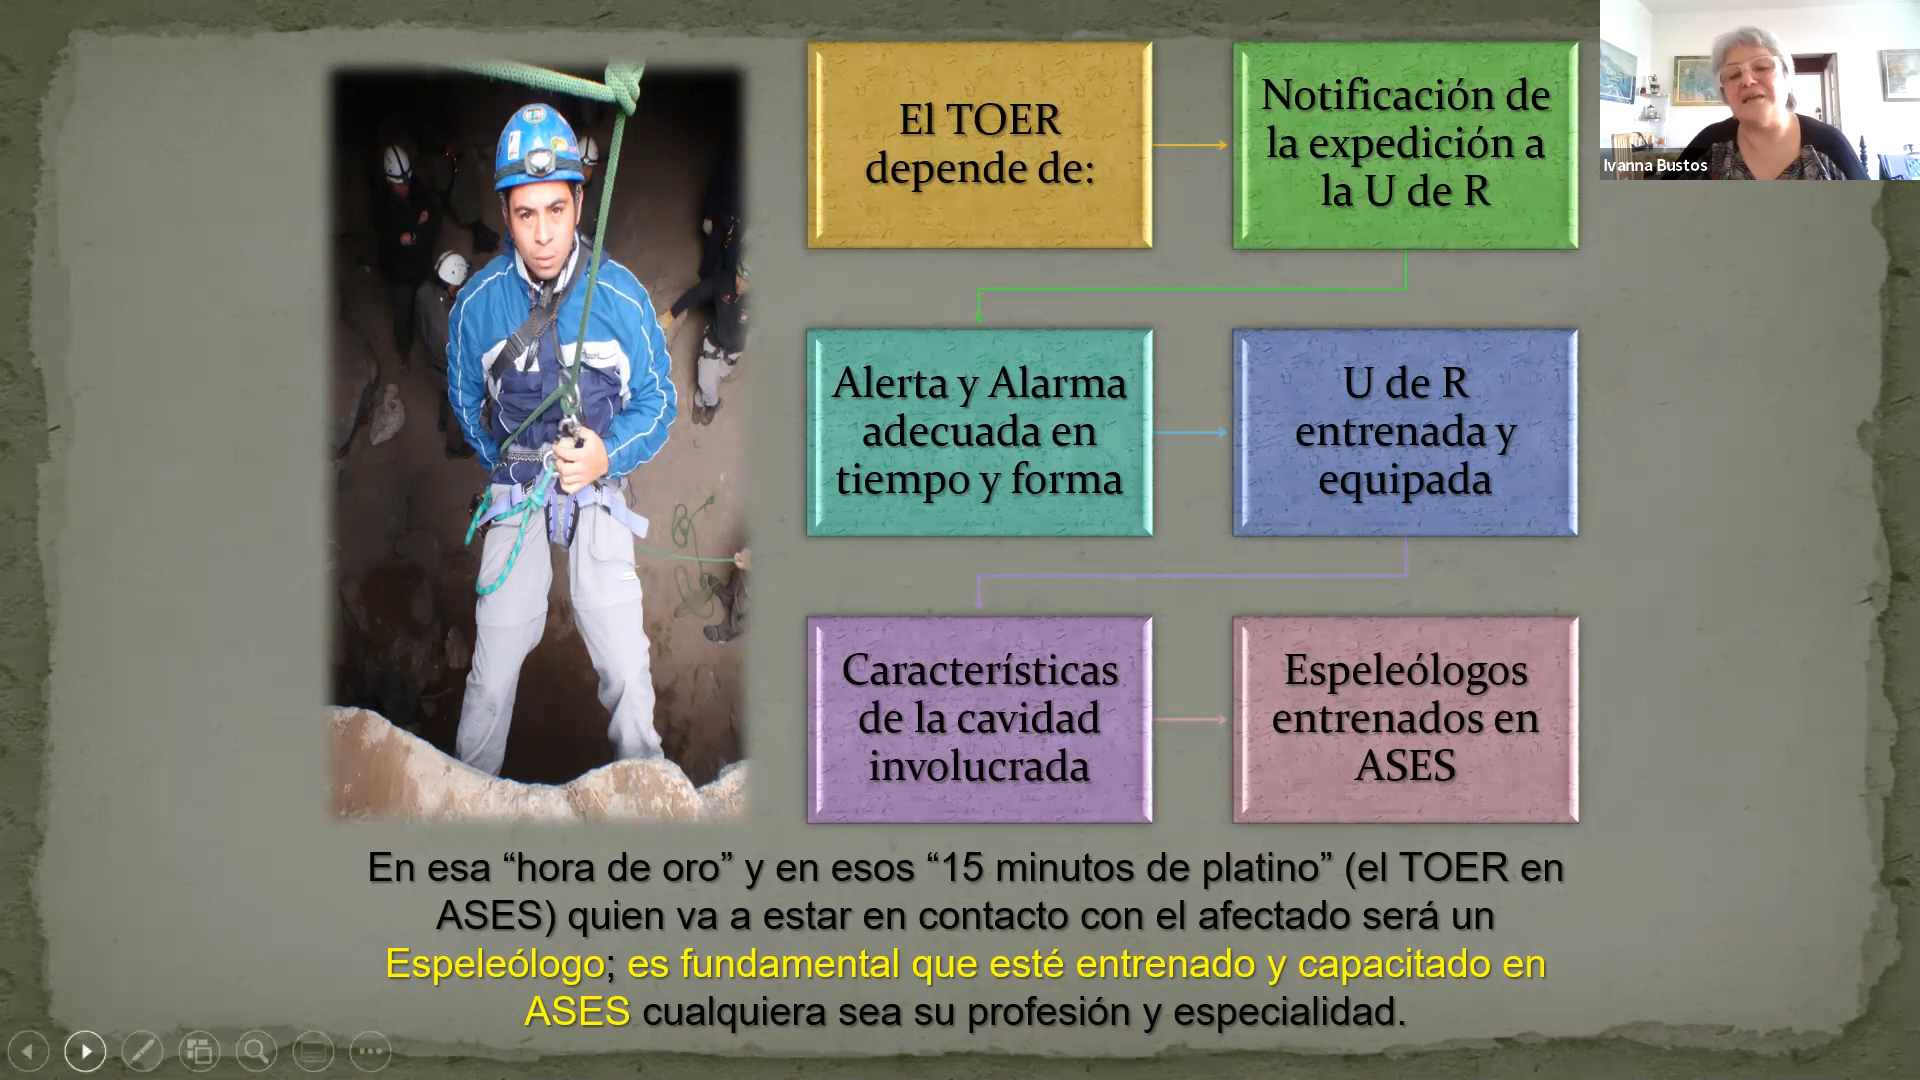 El TOER
depende de:
Notificación de
la expedición a
la U de R
Ivanna Bustos
Alerta y Alarma
adecuada en
tiempo y forma
U de R
entrenada y
equipada
Características
de la cavidad
involucrada
Espeleólogos
entrenados en
ASES
En esa “hora de oro” y en esos “15 minutos de platino” (el TOER en
ASES) quien va a estar en contacto con el afectado será un
Espeleólogo; es fundamental que esté entrenado y capacitado en
ASES cualquiera sea su profesión y especialidad.